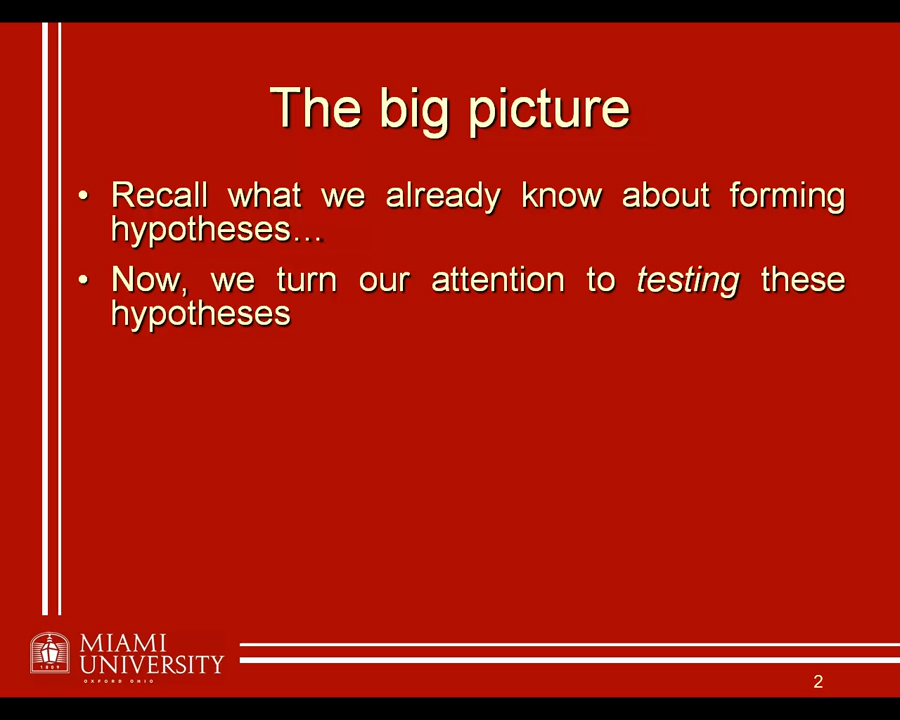 The big picture
• Recall what we already know about forming
hypotheses…
• Now, we turn our attention to testing these
hypotheses
MIAMI
UNIVERSITY
1809
OXFORD OHIO
2